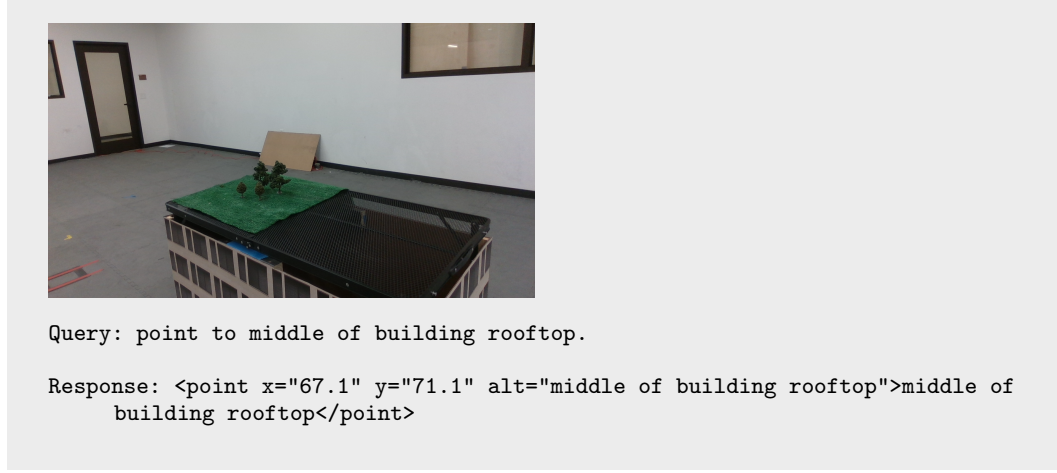 Query: point to middle of building rooftop.
Response: <point x="67.1" y="71.1" alt="middle of building rooftop">middle of
building rooftop</point>